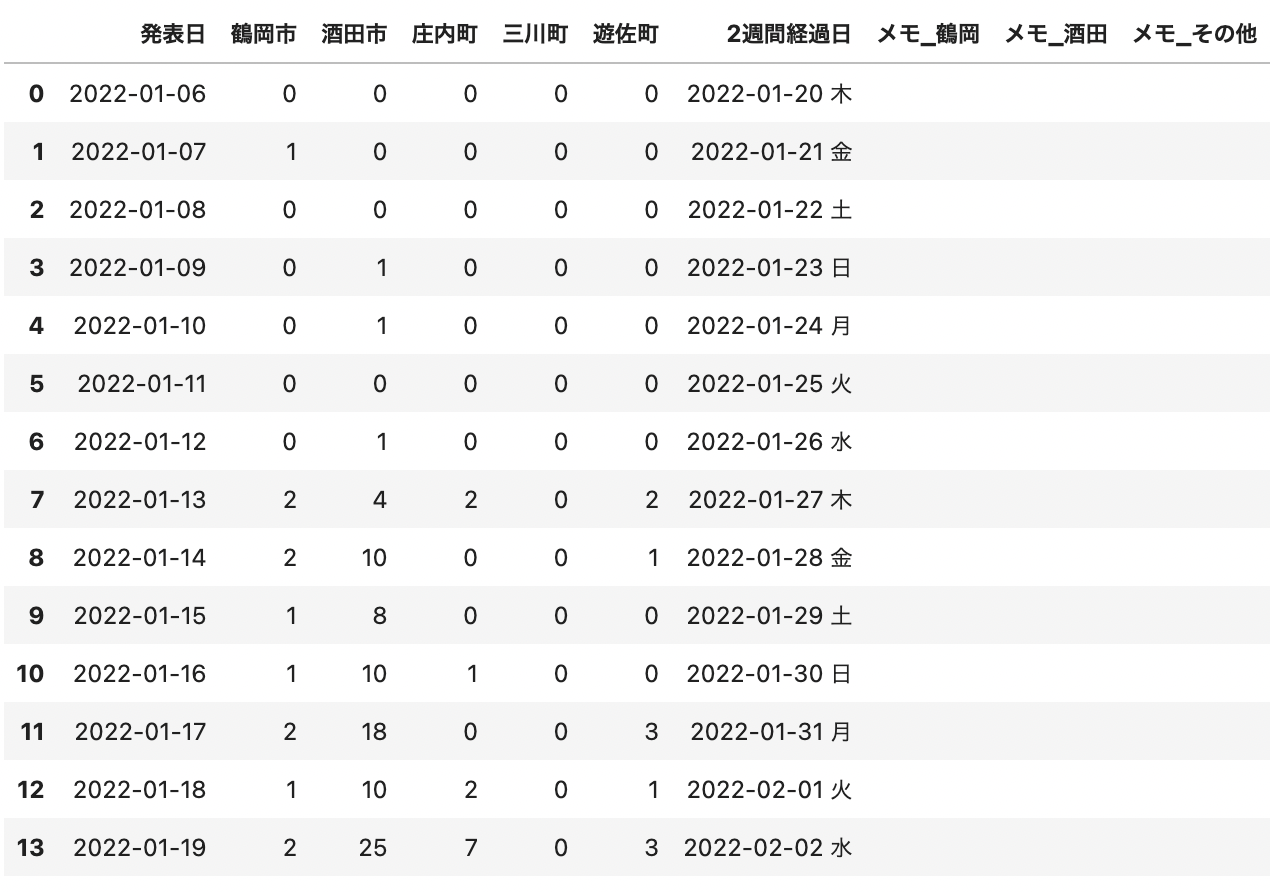 発表日 鶴岡市 酒田市 庄内町 三川町 遊佐町 2週間経過日 メモ_鶴岡 メモ_酒田 メモ_その他
0 2022-01-06 0 0 0 0 0 2022-01-20 木
1 2022-01-07 1 0 0 0 0 2022-01-21 金
2 2022-01-08 0 0 0 0 0 2022-01-22 土
3 2022-01-09 0 1 0 0 0 2022-01-23 日
4 2022-01-10 0 1 0 0 0 2022-01-24 月
5 2022-01-11 0 0 0 0 0 2022-01-25 火
6 2022-01-12 0 1 0 0 0 2022-01-26 水
7 2022-01-13 2 4 2 0 2 2022-01-27 木
8 2022-01-14 2 10 0 0 1 2022-01-28 金
9 2022-01-15 1 8 0 0 0 2022-01-29 土
10 2022-01-16 1 10 1 0 0 2022-01-30 日
11 2022-01-17 2 18 0 0 3 2022-01-31 月
12 2022-01-18 1 10 2 0 1 2022-02-01 火
13 2022-01-19 2 25 7 0 3 2022-02-02 水